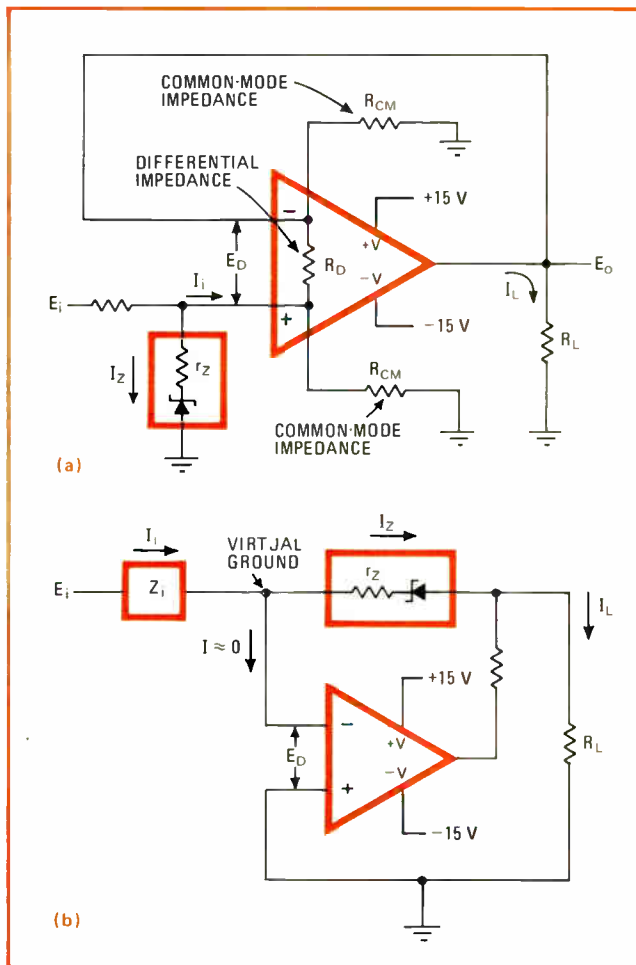 COMMON-MODE
IMPEDANCE
R_CM
DIFFERENTIAL
IMPEDANCE
+15 V
−
+V
E_D
R_D
E_o
I_i
−V
I_L
E_i
+
−15 V
R_L
I_Z
r_Z
R_CM
COMMON-MODE
IMPEDANCE
(a)
I_i
VIRTJAL
GROUND
I_Z
E_i
Z_i
r_Z
I_L
I ≈ 0
+15 V
−
+V
E_D
R_L
−V
+
−15 V
(b)